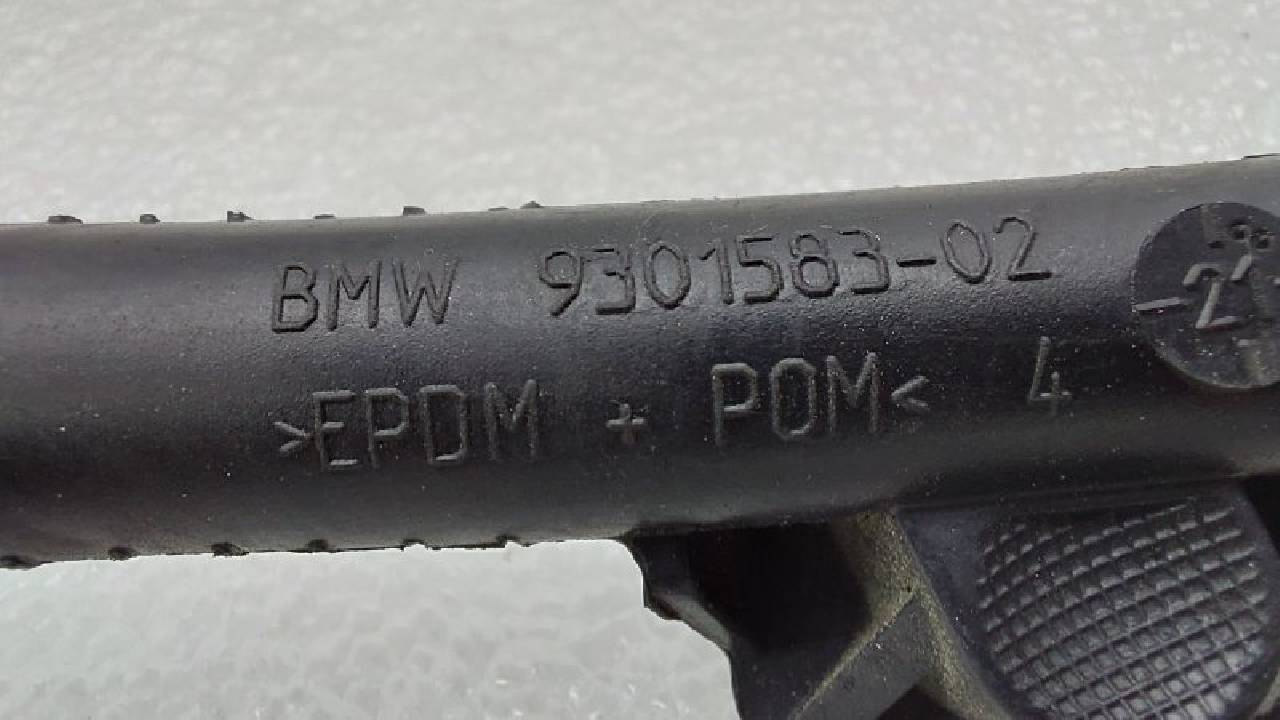 BMW 9301583-02
>EPDM + POM< 4